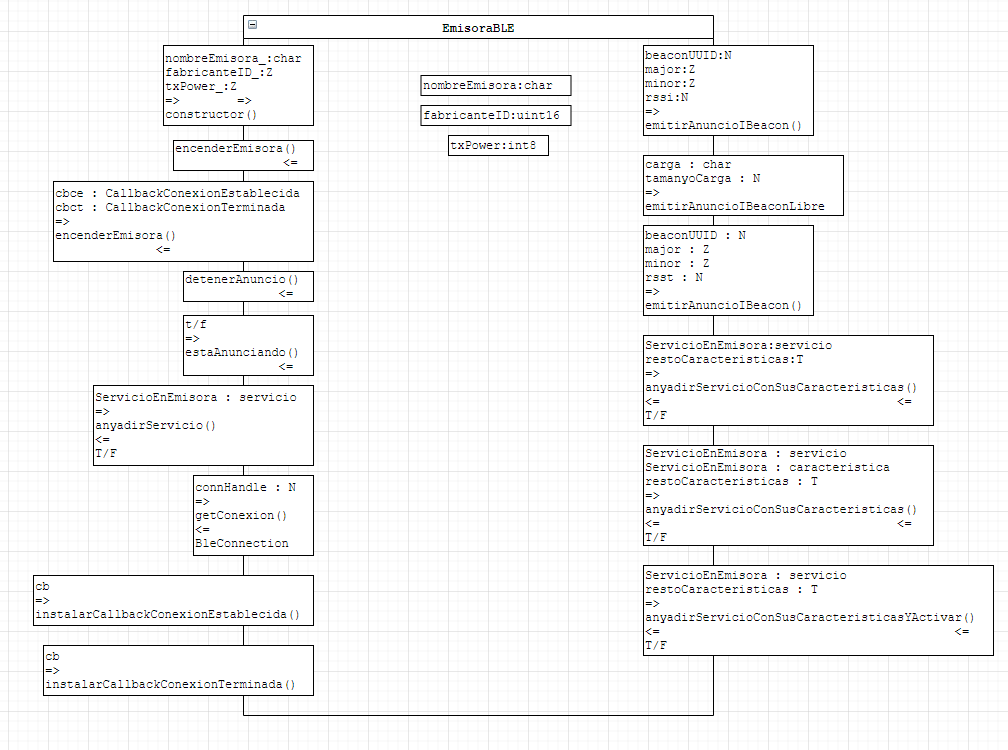 EmisoraBLE
nombreEmisora_:char
fabricanteID_:Z
txPower_:Z
=> =>
constructor()
encenderEmisora()
<=
cbce : CallbackConexionEstablecida
cbct : CallbackConexionTerminada
=>
encenderEmisora()
<=
detenerAnuncio()
<=
t/f
=>
estaAnunciando()
<=
ServicioEnEmisora : servicio
=>
anyadirServicio()
<=
T/F
connHandle : N
=>
getConexion()
<=
BleConnection
cb
=>
instalarCallbackConexionEstablecida()
cb
=>
instalarCallbackConexionTerminada()
nombreEmisora:char
fabricanteID:uint16
txPower:int8
beaconUUID:N
major:Z
minor:Z
rssi:N
=>
emitirAnuncioIBeacon()
carga : char
tamanyoCarga : N
=>
emitirAnuncioIBeaconLibre
beaconUUID : N
major : Z
minor : Z
rsst : N
=>
emitirAnuncioIBeacon()
ServicioEnEmisora:servicio
restoCaracteristicas:T
=>
anyadirServicioConSusCaracteristicas()
<= <=
T/F
ServicioEnEmisora : servicio
ServicioEnEmisora : caracteristica
restoCaracteristicas : T
=>
anyadirServicioConSusCaracteristicas()
<= <=
T/F
ServicioEnEmisora : servicio
restoCaracteristicas : T
=>
anyadirServicioConSusCaracteristicasYActivar()
<= <=
T/F